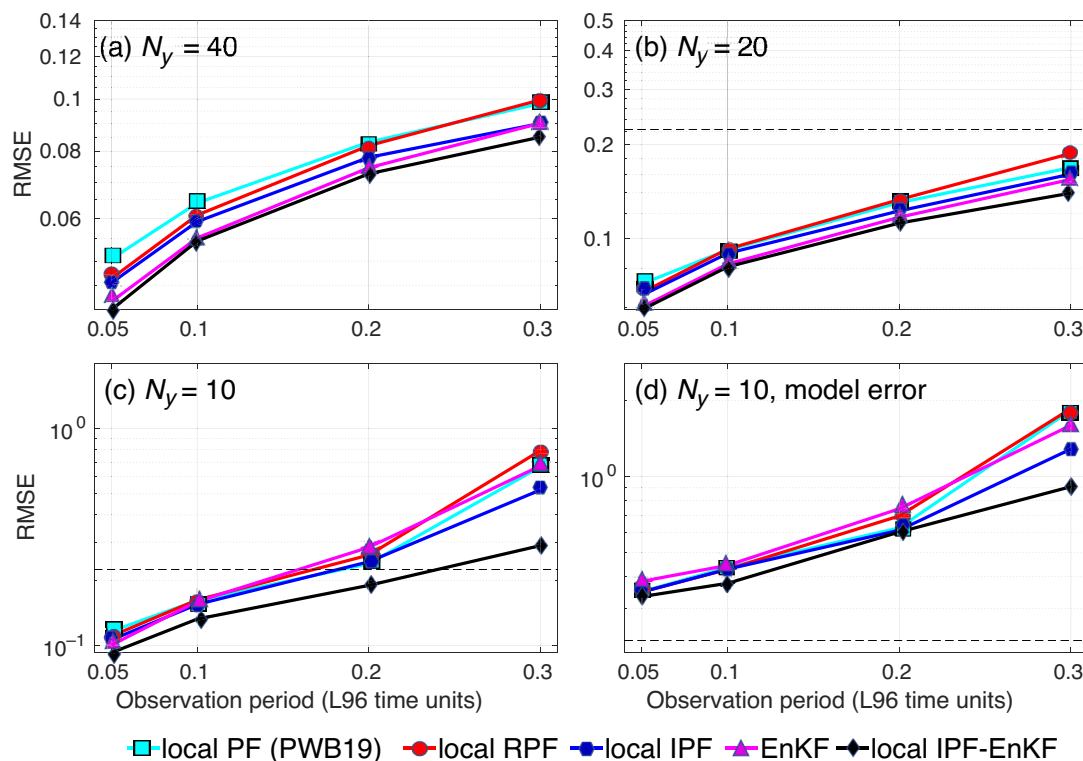 0.14
(a) N_y = 40
0.1
0.08
0.06
RMSE
0.05 0.1 0.2 0.3
0.5
(b) N_y = 20
0.4
0.3
0.2
0.1
0.05 0.1 0.2 0.3
(c) N_y = 10
10^0
10^-1
RMSE
0.05 0.1 0.2 0.3
Observation period (L96 time units)
(d) N_y = 10, model error
10^0
0.05 0.1 0.2 0.3
Observation period (L96 time units)
local PF (PWB19) local RPF local IPF EnKF local IPF-EnKF